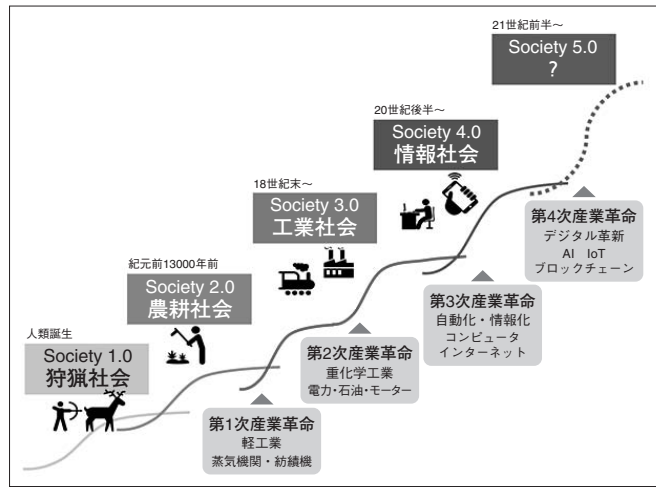 人類誕生
Society 1.0
狩猟社会
紀元前13000年前
Society 2.0
農耕社会
18世紀末～
Society 3.0
工業社会
20世紀後半～
Society 4.0
情報社会
21世紀前半～
Society 5.0
?
第1次産業革命
軽工業
蒸気機関・紡績機
第2次産業革命
重化学工業
電力・石油・モーター
第3次産業革命
自動化・情報化
コンピュータ
インターネット
第4次産業革命
デジタル革新
AI IoT
ブロックチェーン